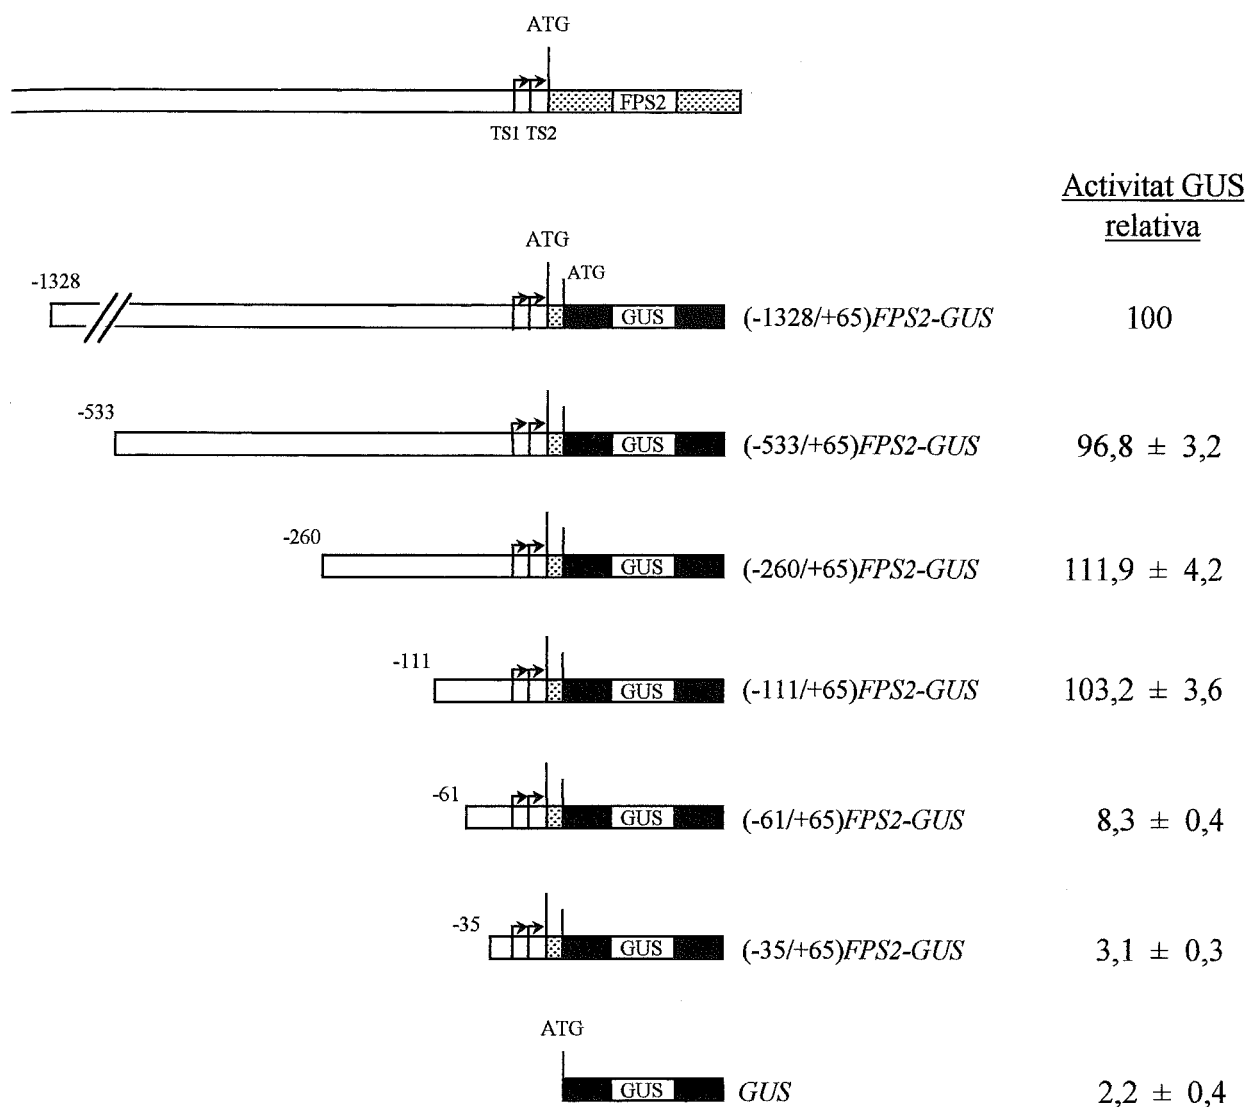 ATG
FPS2
TS1 TS2
Activitat GUS
relativa
ATG
-1328
ATG
GUS (-1328/+65)FPS2-GUS 100
-533
GUS (-533/+65)FPS2-GUS 96,8 ± 3,2
-260
GUS (-260/+65)FPS2-GUS 111,9 ± 4,2
-111
GUS (-111/+65)FPS2-GUS 103,2 ± 3,6
-61
GUS (-61/+65)FPS2-GUS 8,3 ± 0,4
-35
GUS (-35/+65)FPS2-GUS 3,1 ± 0,3
ATG
GUS GUS 2,2 ± 0,4